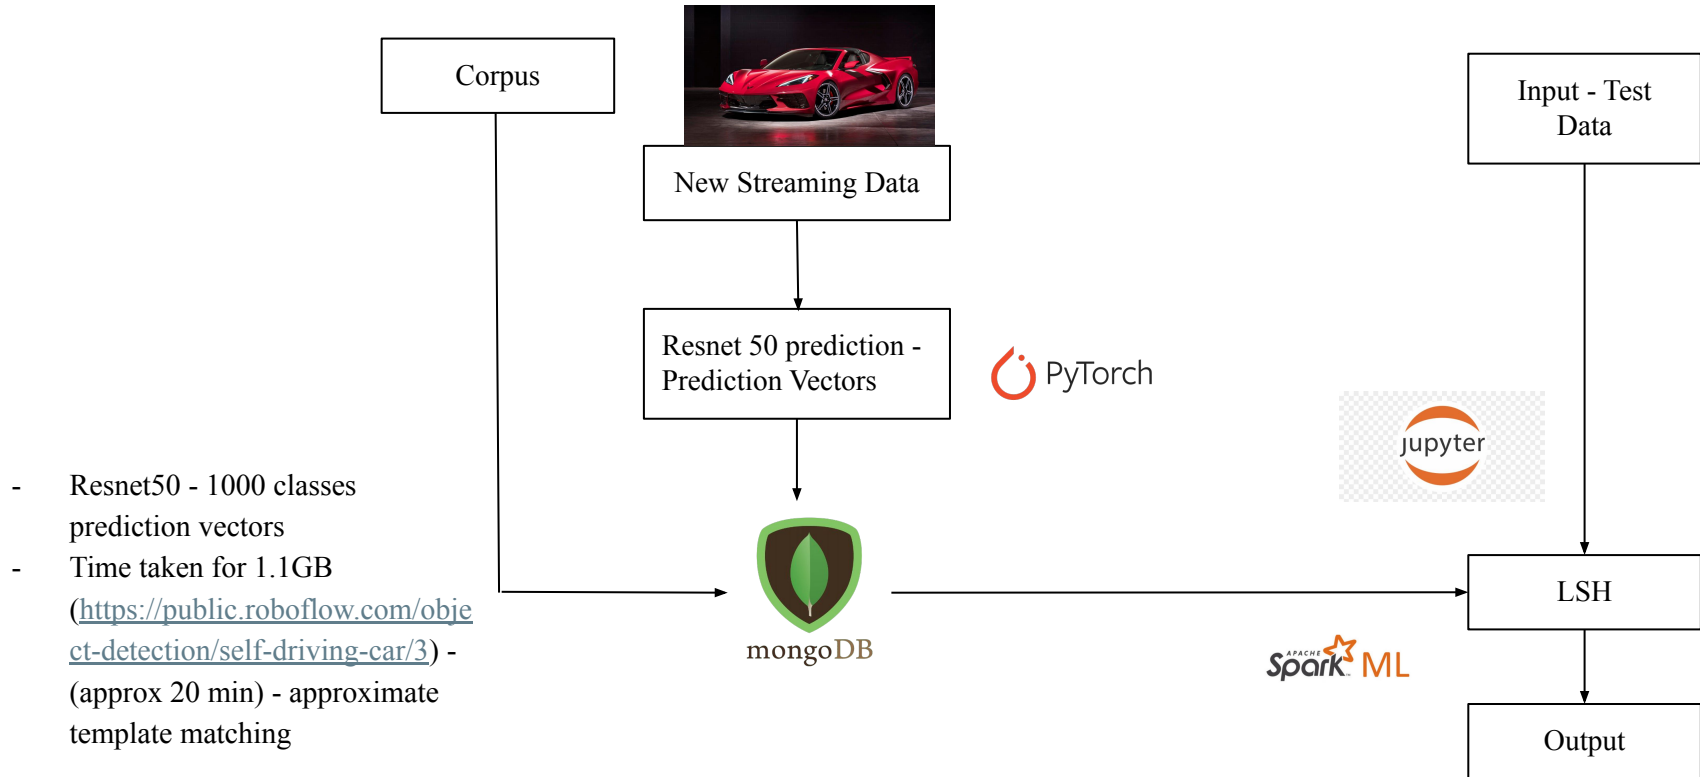 Corpus
New Streaming Data
Input - Test
Data
Resnet 50 prediction -
Prediction Vectors
PyTorch
jupyter
- Resnet50 - 1000 classes
prediction vectors
- Time taken for 1.1GB
(https://public.roboflow.com/obje
ct-detection/self-driving-car/3) -
(approx 20 min) - approximate
template matching
mongoDB
LSH
APACHE
Spark ML
Output